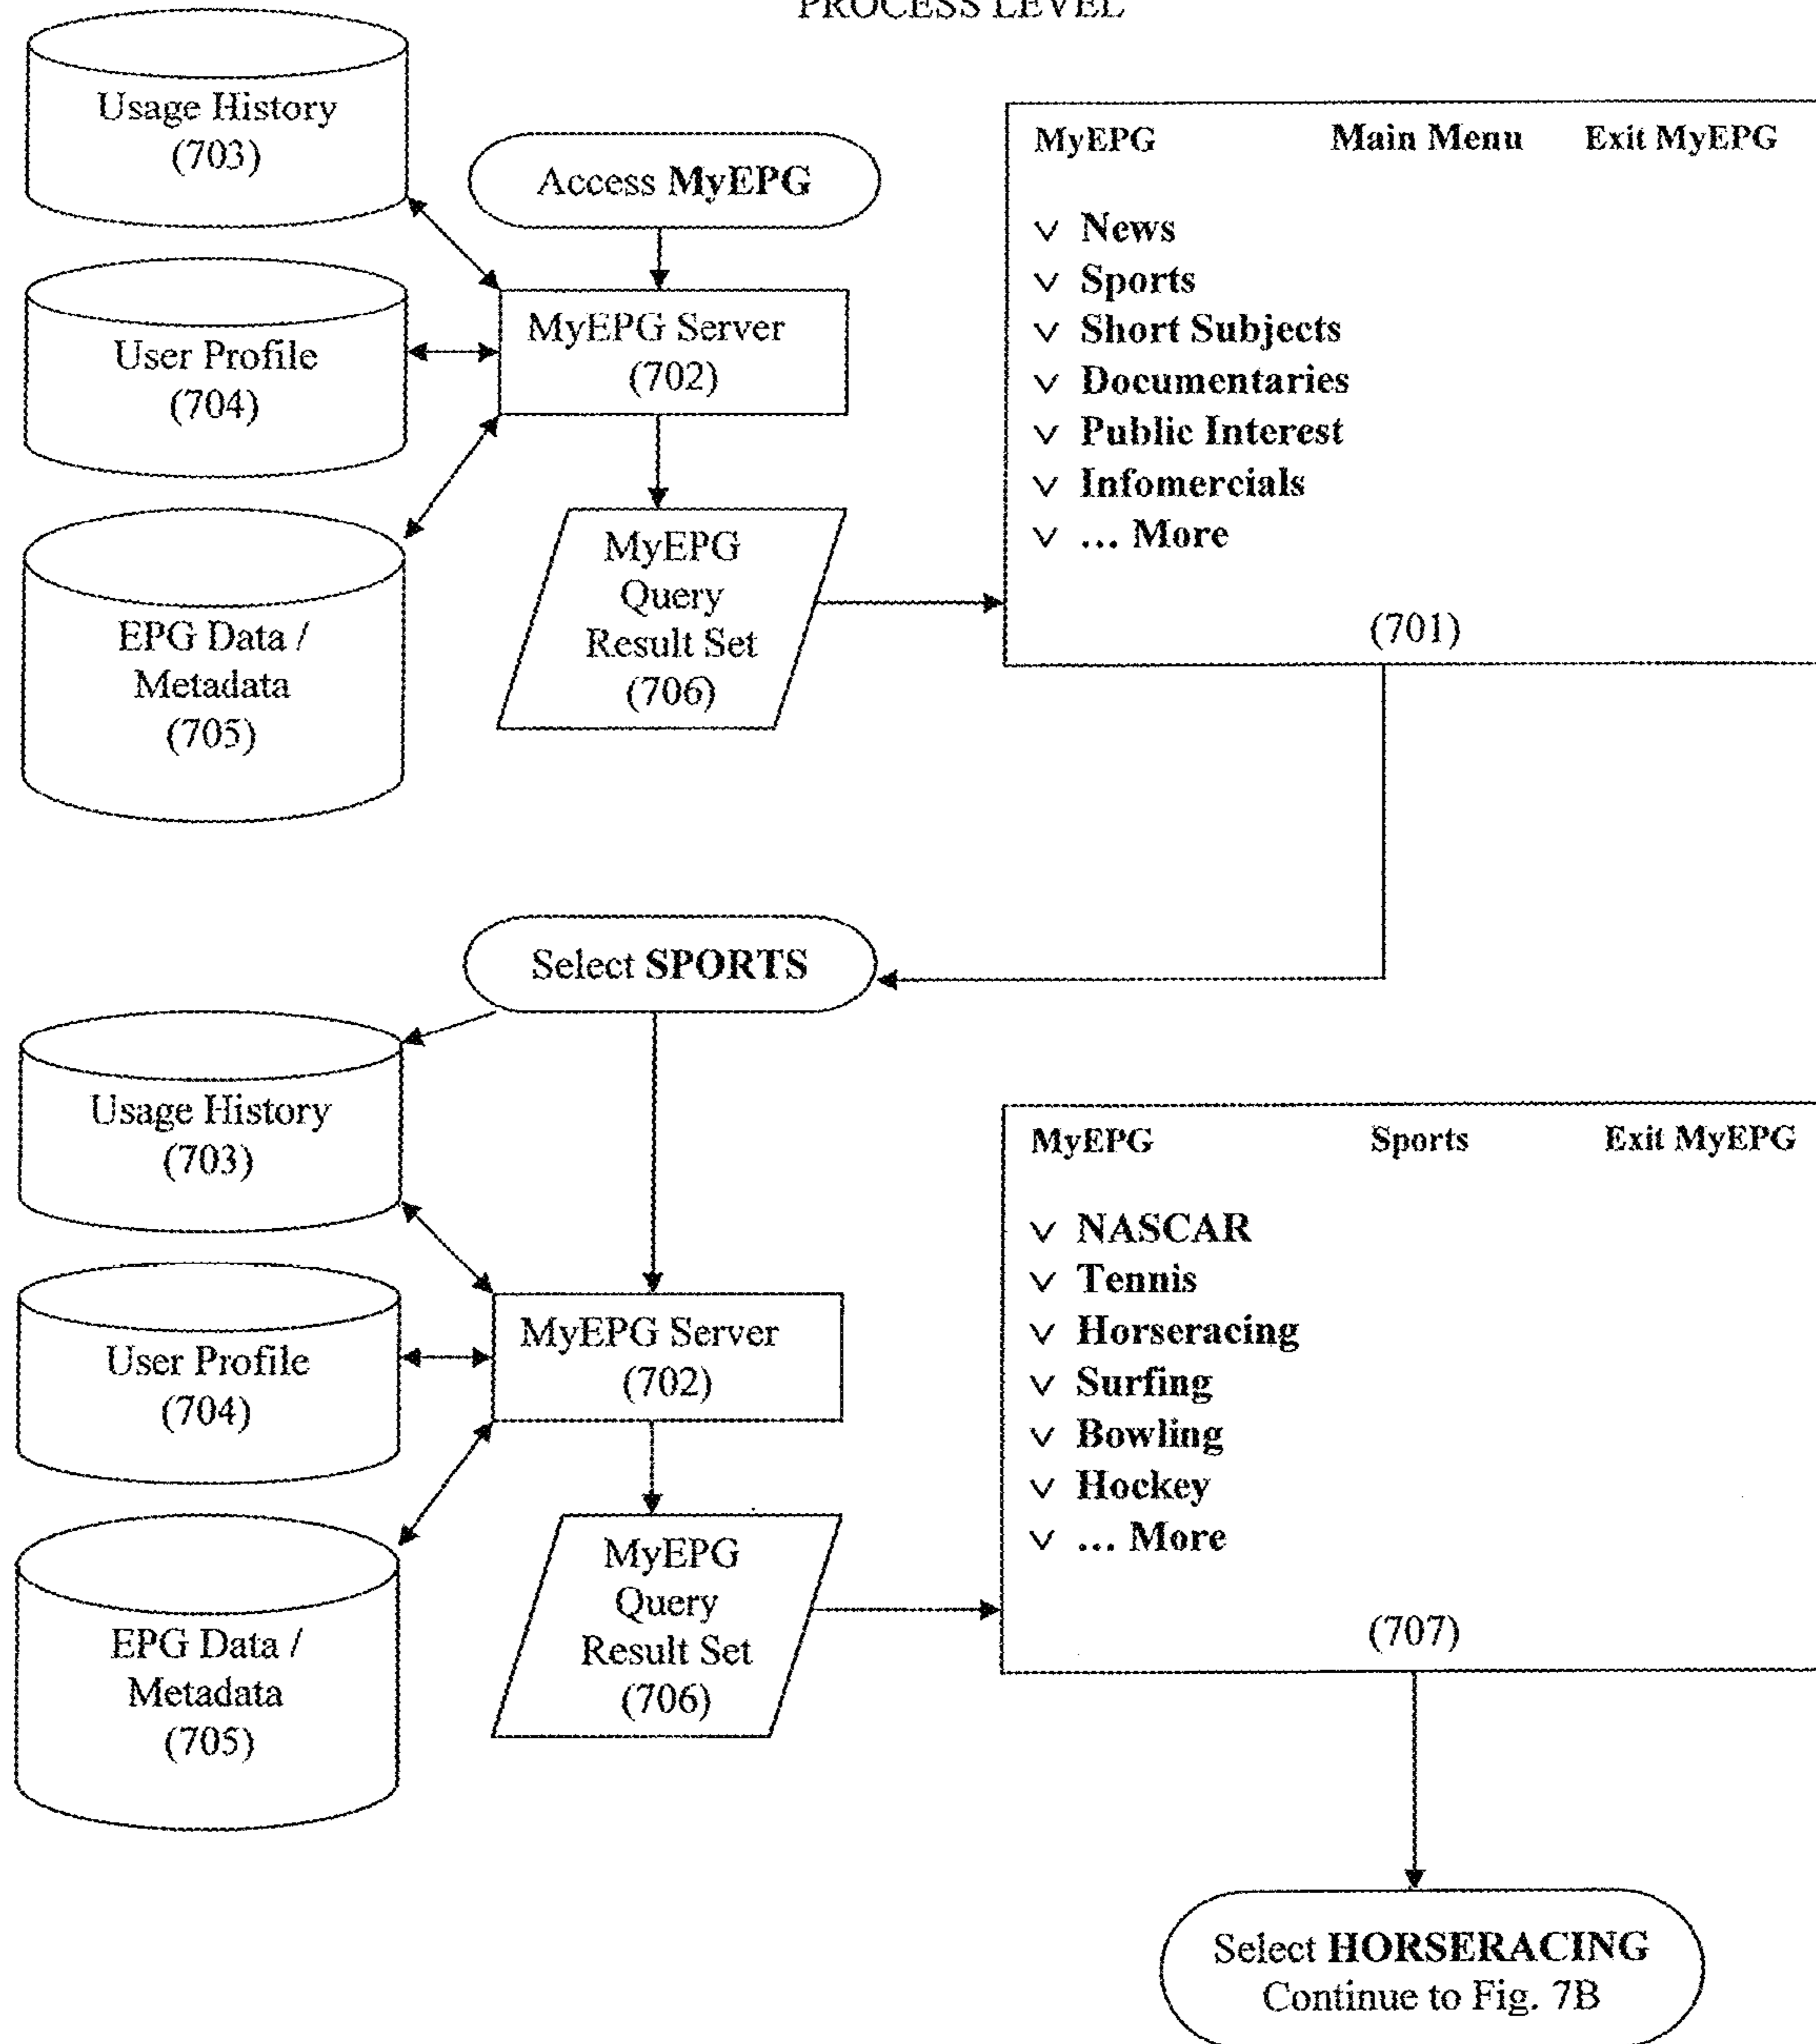 PROCESS LEVEL
Usage History
(703)
Access MyEPG
User Profile
(704)
MyEPG Server
(702)
EPG Data /
Metadata
(705)
MyEPG
Query
Result Set
(706)
MyEPG Main Menu Exit MyEPG
v News
v Sports
v Short Subjects
v Documentaries
v Public Interest
v Infomercials
v ... More
(701)
Select SPORTS
Usage History
(703)
User Profile
(704)
MyEPG Server
(702)
EPG Data /
Metadata
(705)
MyEPG
Query
Result Set
(706)
MyEPG Sports Exit MyEPG
v NASCAR
v Tennis
v Horseracing
v Surfing
v Bowling
v Hockey
v ... More
(707)
Select HORSERACING
Continue to Fig. 7B